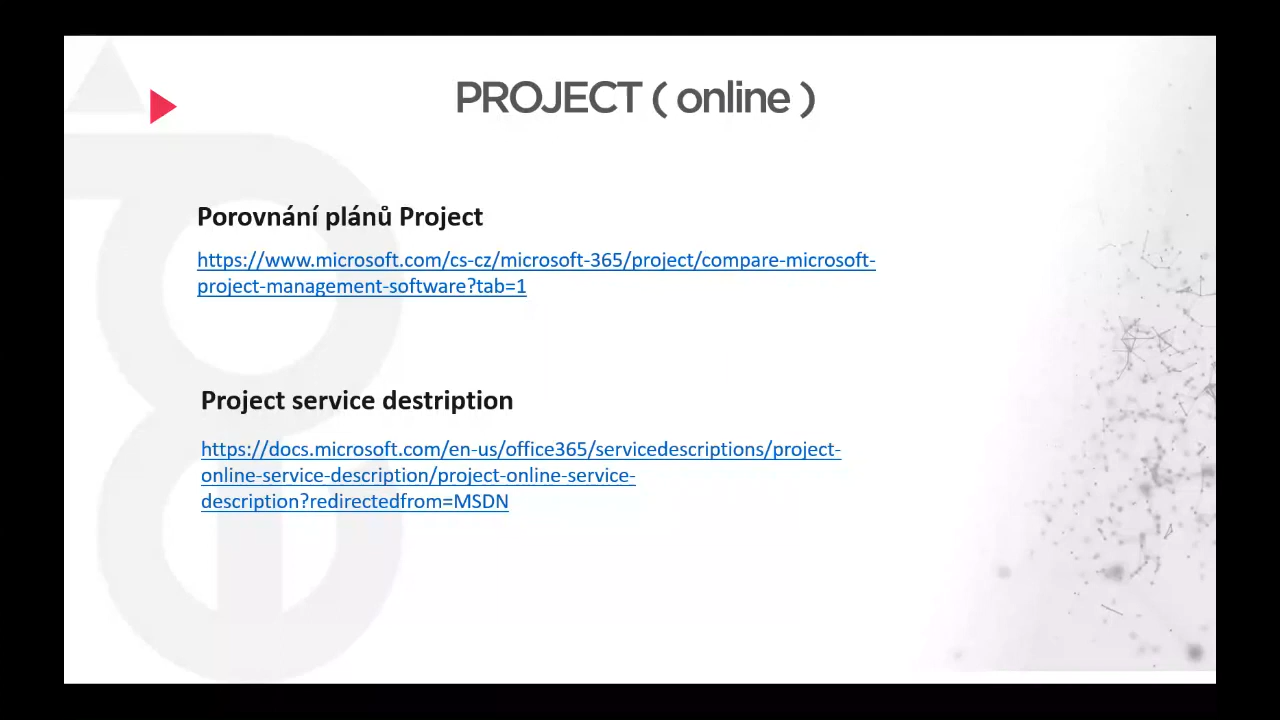 PROJECT ( online )
Porovnání plánů Project
https://www.microsoft.com/cs-cz/microsoft-365/project/compare-microsoft-
project-management-software?tab=1
Project service destription
https://docs.microsoft.com/en-us/office365/servicedescriptions/project-
online-service-description/project-online-service-
description?redirectedfrom=MSDN